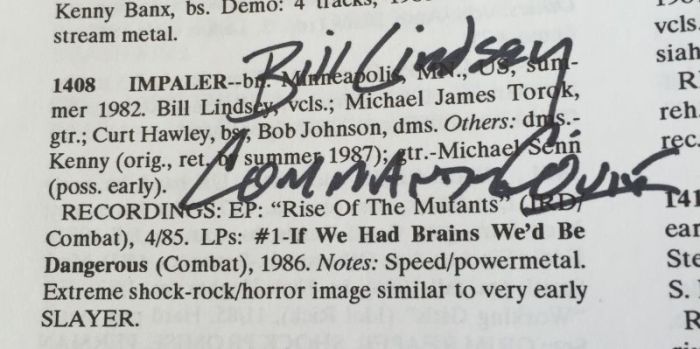 Kenny Banx, bs. Demo: 4 tracks,
stream metal.
Bill Lindsey
1408 IMPALER--bn. Minneapolis, MN., US, sum-
mer 1982. Bill Lindsey, vcls.; Michael James Torok,
gtr.; Curt Hawley, bs.; Bob Johnson, dms. Others: dms.-
Kenny (orig., ret. by summer 1987); gtr.-Michael Senn
(poss. early).
RECORDINGS: EP: “Rise Of The Mutants” (IRD/
Combat), 4/85. LPs: #1-If We Had Brains We’d Be
Dangerous (Combat), 1986. Notes: Speed/powermetal.
Extreme shock-rock/horror image similar to very early
SLAYER.
vcls.
siah
R
reh.
rec.
141
ear
Ste
S.
R